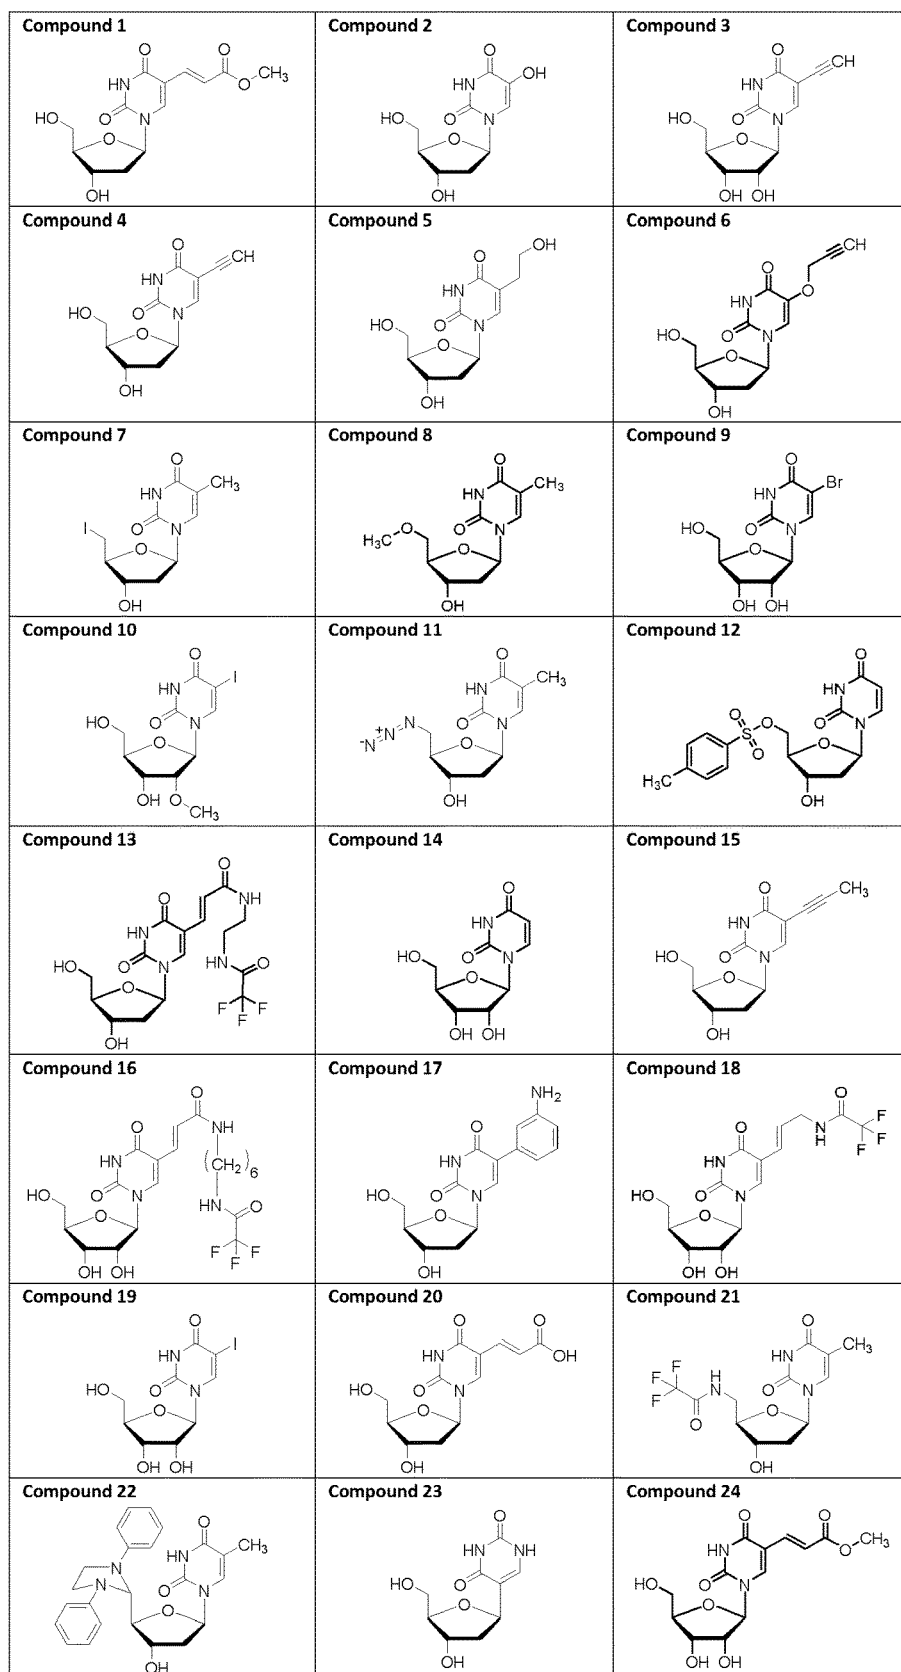 Compound 1
O
O
HN
O
CH3
O
N
HO
O
OH
Compound 2
O
OH
HN
O
N
HO
O
OH
Compound 3
O
CH
HN
O
N
HO
O
OH OH
Compound 4
O
CH
HN
O
N
HO
O
OH
Compound 5
OH
O
HN
O
N
HO
O
OH
Compound 6
CH
O
O
HN
O
N
HO
O
OH
Compound 7
O
CH3
HN
O
N
I
O
OH
Compound 8
O
CH3
HN
O
N
H3C
O
O
OH
Compound 9
O
Br
HN
O
N
HO
O
OH OH
Compound 10
O
I
HN
O
N
HO
O
OH O
CH3
Compound 11
O
CH3
HN
O
N
-N=N+=N
O
OH
Compound 12
O
HN
O
O
O
S
O
N
O
CH3
OH
Compound 13
O
O
NH
HN
O
N
NH
O
HO
O
F
F
F
OH
Compound 14
O
HN
O
N
HO
O
OH OH
Compound 15
CH3
O
HN
O
N
HO
O
OH
Compound 16
O
O
NH
HN
(CH2)6
O
N
NH
O
HO
O
F
F
F
OH OH
Compound 17
NH2
O
HN
O
N
HO
O
OH
Compound 18
O
F
O
N
H
F
F
HN
O
N
HO
O
OH OH
Compound 19
O
I
HN
O
N
HO
O
OH OH
Compound 20
O
O
HN
OH
O
N
HO
O
OH
Compound 21
O
CH3
HN
F
F
H
N
O
N
F
O
O
OH
Compound 22
O
CH3
HN
N
O
N
N
O
OH
Compound 23
O
HN
NH
O
HO
O
OH
Compound 24
O
O
HN
O
CH3
O
N
HO
O
OH OH